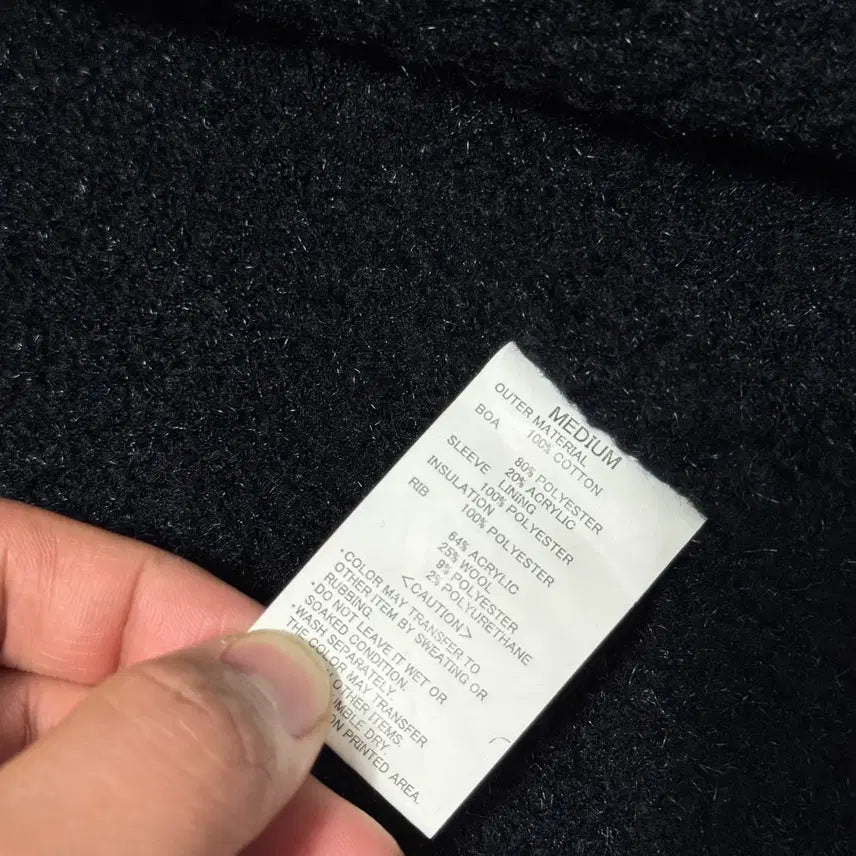 MEDIUM
OUTER MATERIAL
100% COTTON
BOA
80% POLYESTER
20% ACRYLIC
SLEEVE LINING
100% POLYESTER
INSULATION
100% POLYESTER
RIB
64% ACRYLIC
25% WOOL
9% POLYESTER
2% POLYURETHANE
<CAUTION>
・COLOR MAY TRANSFER TO
OTHER ITEM BY SWEATING OR
RUBBING.
・DO NOT LEAVE IT WET OR
SOAKED CONDITION.
・WASH SEPARATELY.
THE COLOR MAY TRANSFER
OTHER ITEMS.
DRY.
ON PRINTED AREA.